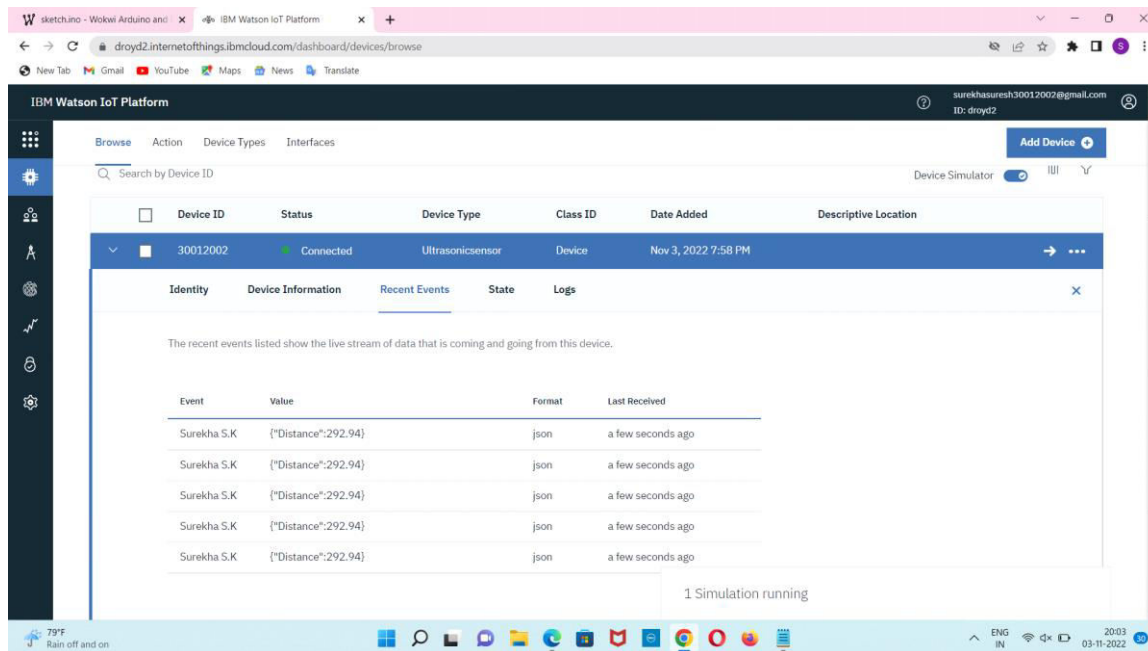 sketch.ino - Wokwi Arduino and
IBM Watson IoT Platform
droyd2.internetofthings.ibmcloud.com/dashboard/devices/browse
S
New Tab Gmail YouTube Maps News Translate
IBM Watson IoT Platform
surekhasuresh30012002@gmail.com
ID: droyd2
Browse Action Device Types Interfaces
Add Device
Search by Device ID
Device Simulator
Device ID Status Device Type Class ID Date Added Descriptive Location
30012002 Connected Ultrasonicsensor Device Nov 3, 2022 7:58 PM
Identity Device Information Recent Events State Logs
The recent events listed show the live stream of data that is coming and going from this device.
Event Value Format Last Received
Surekha S.K {"Distance":292.94} json a few seconds ago
Surekha S.K {"Distance":292.94} json a few seconds ago
Surekha S.K {"Distance":292.94} json a few seconds ago
Surekha S.K {"Distance":292.94} json a few seconds ago
Surekha S.K {"Distance":292.94} json a few seconds ago
1 Simulation running
79°F
Rain off and on
ENG
IN
20:03
03-11-2022
30